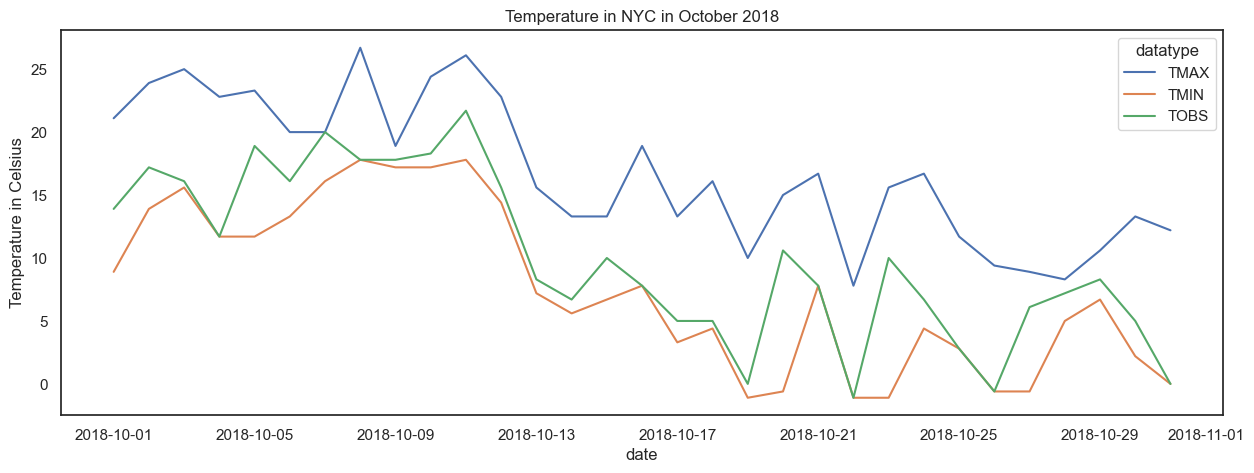 Temperature in NYC in October 2018
Temperature in Celsius
25
20
15
10
5
0
datatype
TMAX
TMIN
TOBS
2018-10-01 2018-10-05 2018-10-09 2018-10-13 2018-10-17 2018-10-21 2018-10-25 2018-10-29 2018-11-01
date